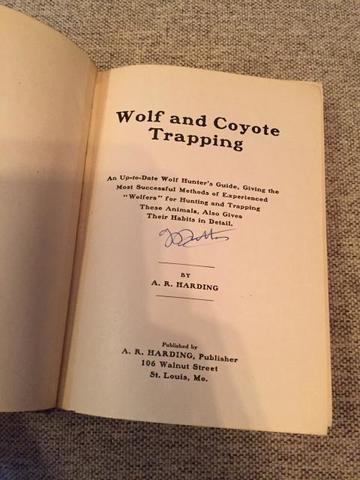 Wolf and Coyote
Trapping
An Up-to-Date Wolf Hunter's Guide, Giving the
Most Successful Methods of Experienced
"Wolfers" for Hunting and Trapping
These Animals, Also Gives
Their Habits in Detail.
BY
A. R. HARDING
Published by
A. R. HARDING, Publisher
106 Walnut Street
St. Louis, Mo.